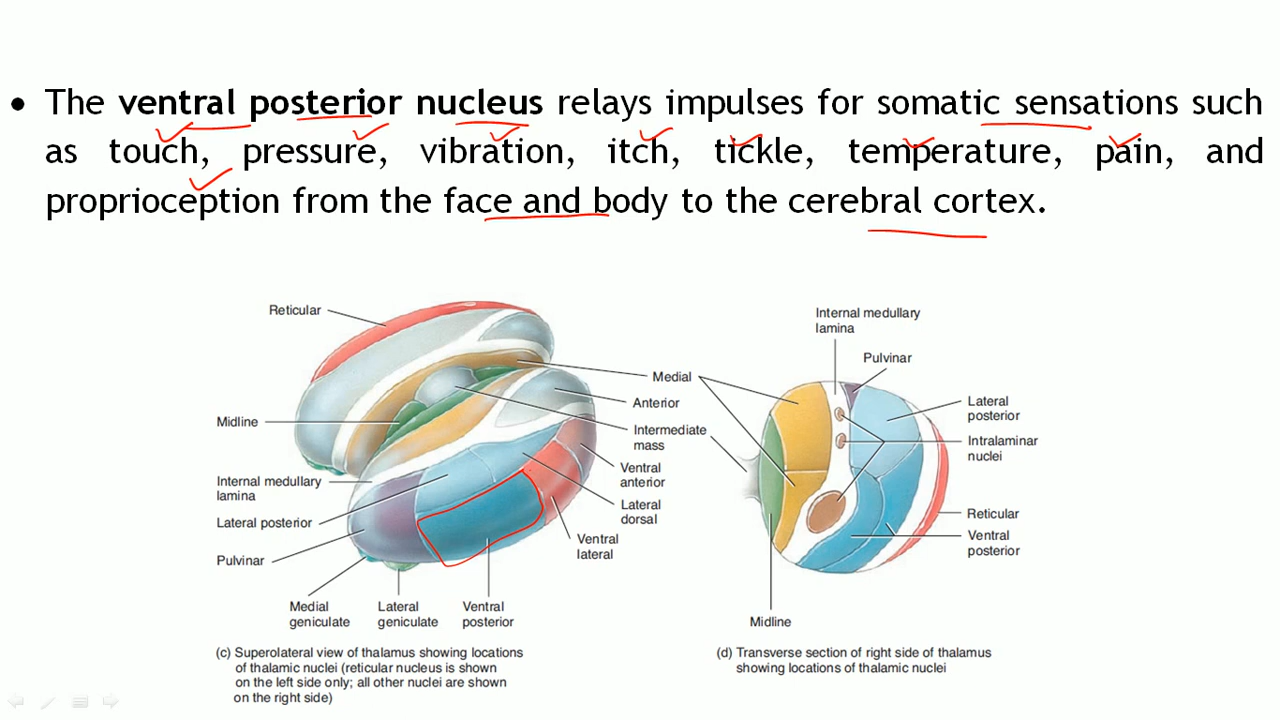 • The ventral posterior nucleus relays impulses for somatic sensations such
as touch, pressure, vibration, itch, tickle, temperature, pain, and
proprioception from the face and body to the cerebral cortex.
Reticular
Midline
Internal medullary
lamina
Lateral posterior
Pulvinar
Medial
geniculate
Lateral
geniculate
Ventral
posterior
Medial
Anterior
Intermediate
mass
Ventral
anterior
Lateral
dorsal
Ventral
lateral
(c) Superolateral view of thalamus showing locations
of thalamic nuclei (reticular nucleus is shown
on the left side only; all other nuclei are shown
on the right side)
Internal medullary
lamina
Pulvinar
Lateral
posterior
Intralaminar
nuclei
Reticular
Ventral
posterior
Midline
(d) Transverse section of right side of thalamus
showing locations of thalamic nuclei